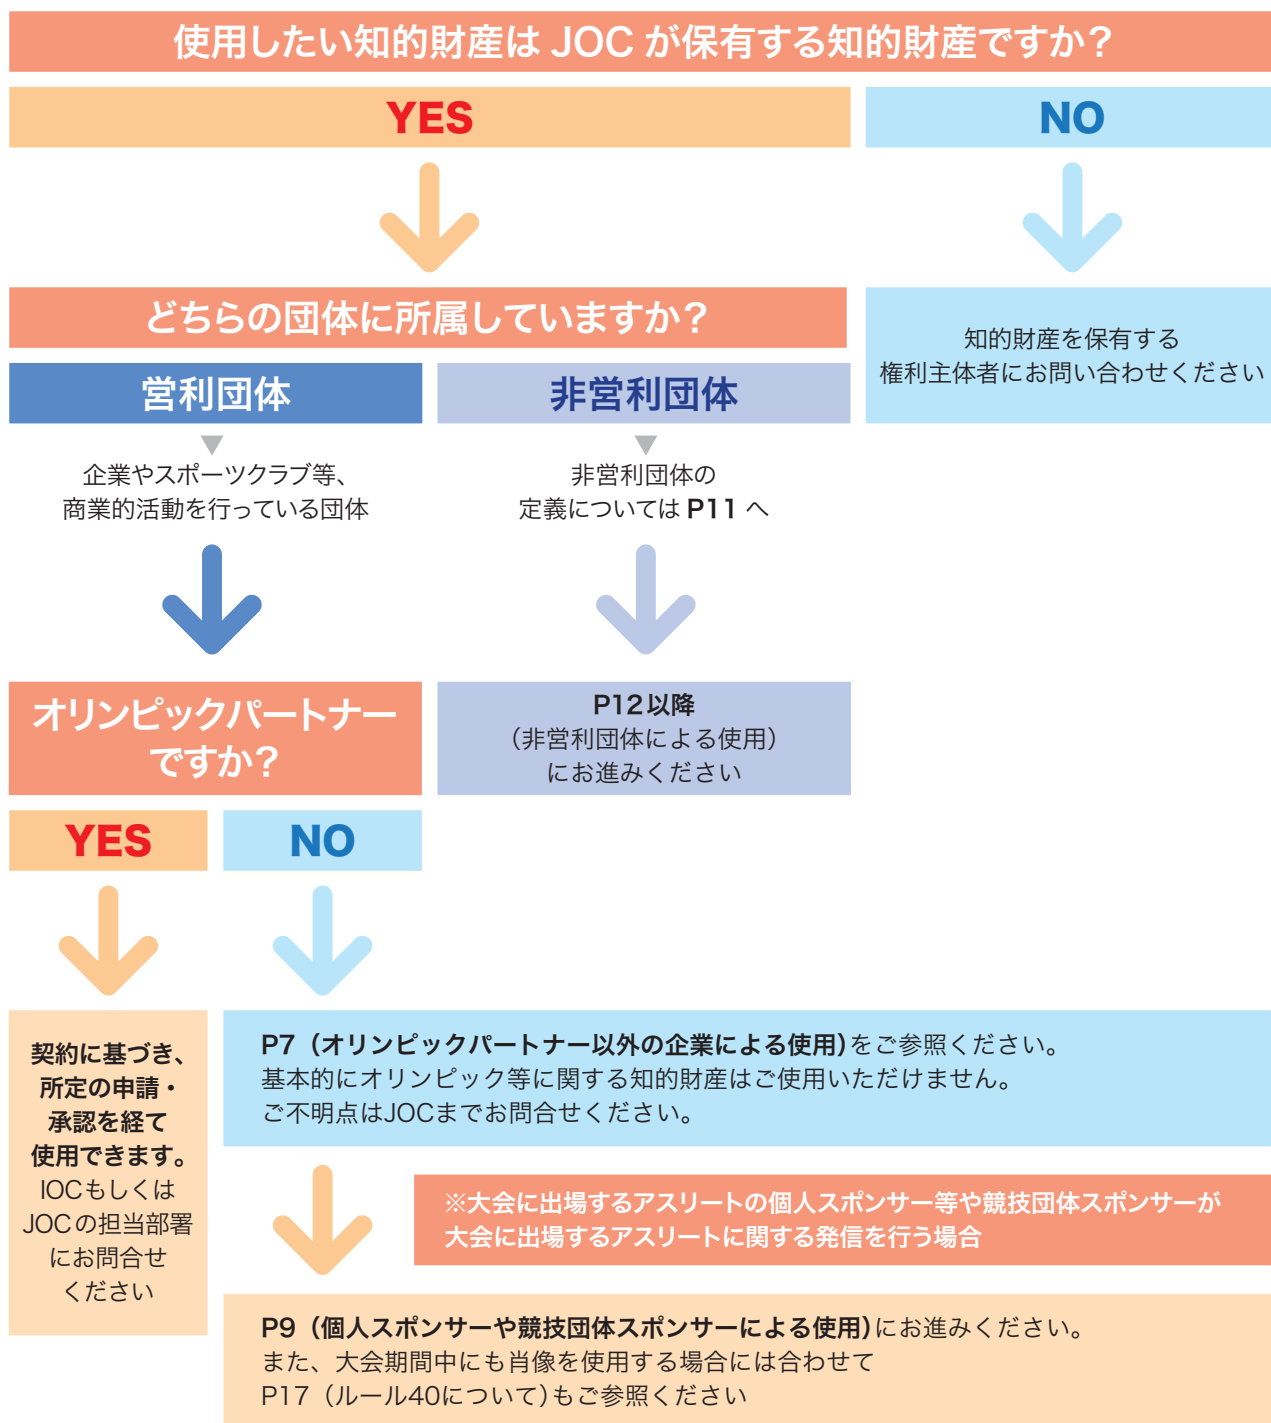 使用したい知的財産は JOC が保有する知的財産ですか?
YES
NO
どちらの団体に所属していますか?
知的財産を保有する
権利主体者にお問い合わせください
営利団体
非営利団体
企業やスポーツクラブ等、
商業的活動を行っている団体
非営利団体の
定義については P11 へ
オリンピックパートナー
ですか?
P12以降
(非営利団体による使用)
にお進みください
YES
NO
契約に基づき、
所定の申請・
承認を経て
使用できます。
IOCもしくは
JOCの担当部署
にお問合せ
ください
P7(オリンピックパートナー以外の企業による使用)をご参照ください。
基本的にオリンピック等に関する知的財産はご使用いただけません。
ご不明点はJOCまでお問合せください。
※大会に出場するアスリートの個人スポンサー等や競技団体スポンサーが
大会に出場するアスリートに関する発信を行う場合
P9(個人スポンサーや競技団体スポンサーによる使用)にお進みください。
また、大会期間中にも肖像を使用する場合には合わせて
P17(ルール40について)もご参照ください